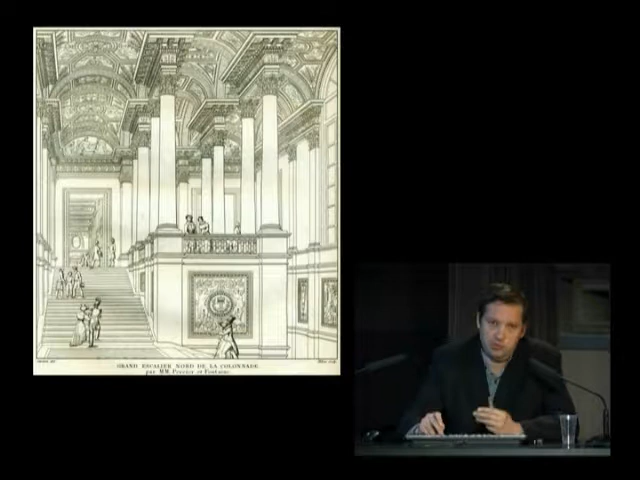 GRAND ESCALIER NORD DE LA COLONNADE
par MM. Percier et Fontaine.